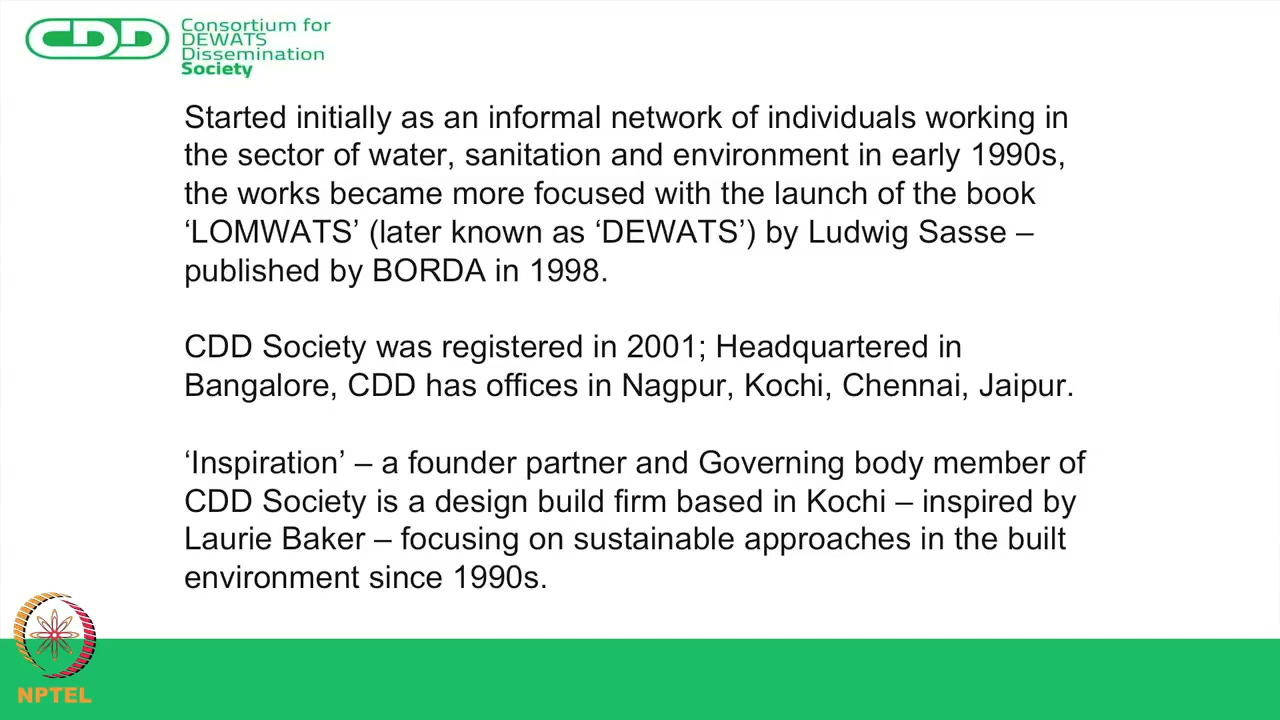 CDD
Consortium for
DEWATS
Dissemination
Society
Started initially as an informal network of individuals working in
the sector of water, sanitation and environment in early 1990s,
the works became more focused with the launch of the book
‘LOMWATS’ (later known as ‘DEWATS’) by Ludwig Sasse –
published by BORDA in 1998.
CDD Society was registered in 2001; Headquartered in
Bangalore, CDD has offices in Nagpur, Kochi, Chennai, Jaipur.
‘Inspiration’ – a founder partner and Governing body member of
CDD Society is a design build firm based in Kochi – inspired by
Laurie Baker – focusing on sustainable approaches in the built
environment since 1990s.
NPTEL